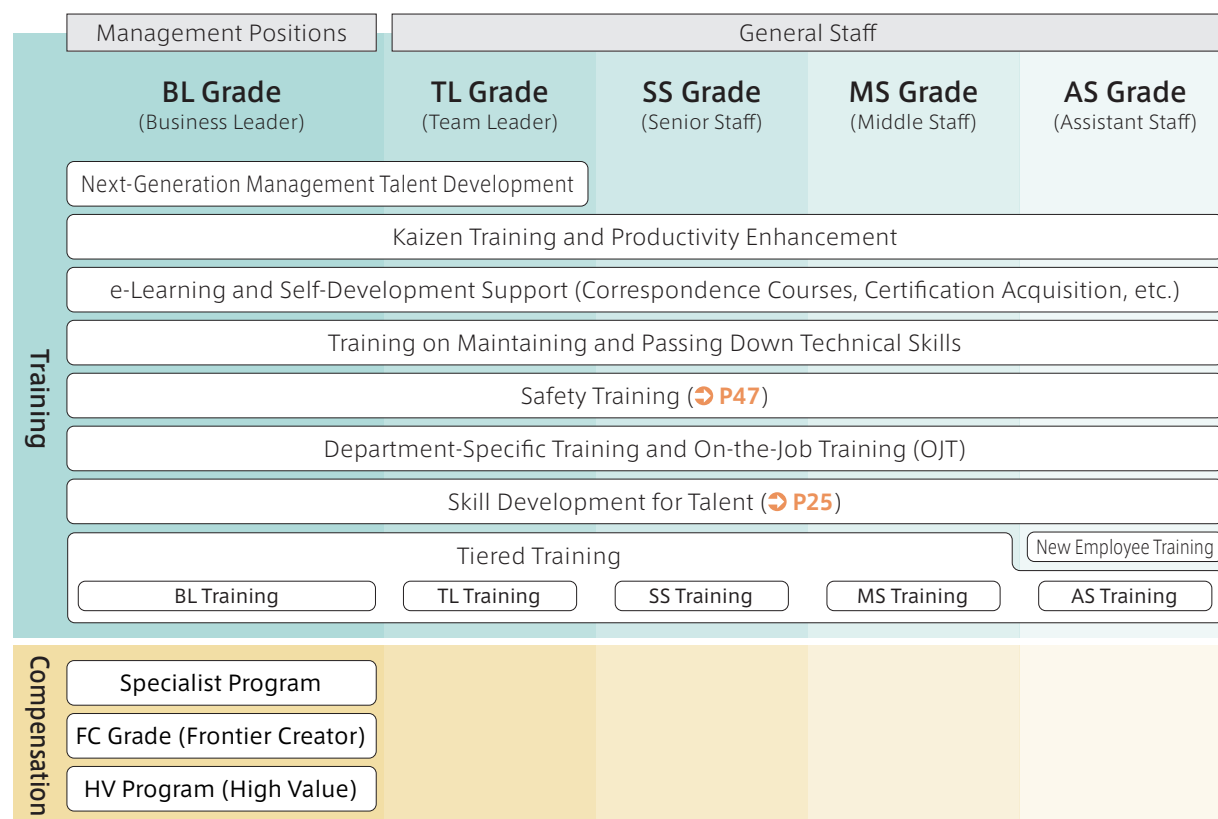 Management Positions
General Staff
BL Grade
(Business Leader)
TL Grade
(Team Leader)
SS Grade
(Senior Staff)
MS Grade
(Middle Staff)
AS Grade
(Assistant Staff)
Training
Next-Generation Management Talent Development
Kaizen Training and Productivity Enhancement
e-Learning and Self-Development Support (Correspondence Courses, Certification Acquisition, etc.)
Training on Maintaining and Passing Down Technical Skills
Safety Training (➲ P47)
Department-Specific Training and On-the-Job Training (OJT)
Skill Development for Talent (➲ P25)
Tiered Training
New Employee Training
BL Training
TL Training
SS Training
MS Training
AS Training
Compensation
Specialist Program
FC Grade (Frontier Creator)
HV Program (High Value)